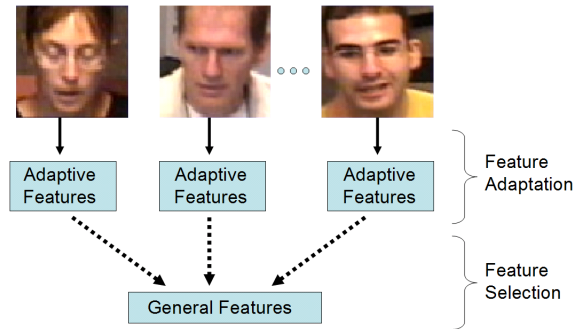 Adaptive
Features
Adaptive
Features
Adaptive
Features
Feature
Adaptation
General Features
Feature
Selection